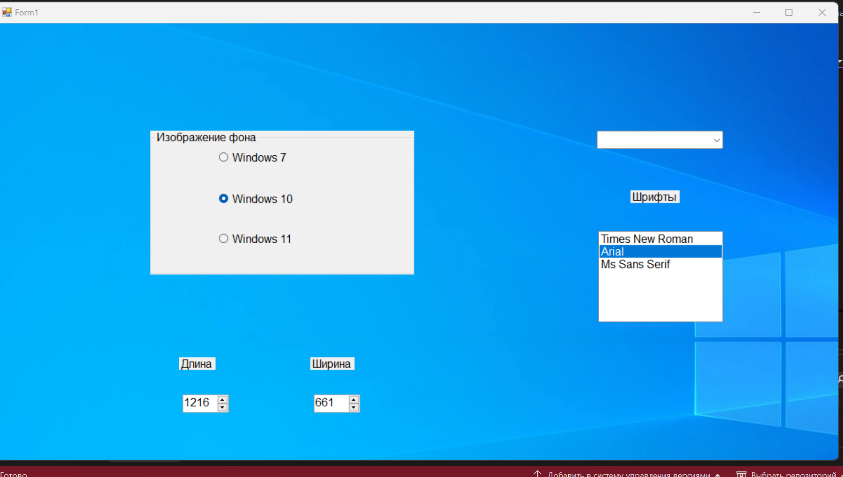 Form1
Изображение фона
Windows 7
Windows 10
Шрифты
Windows 11
Times New Roman
Arial
Ms Sans Serif
Длина
Ширина
1216
661
Готово
Добавить в систему управления версиями
Выбрать репозиторий